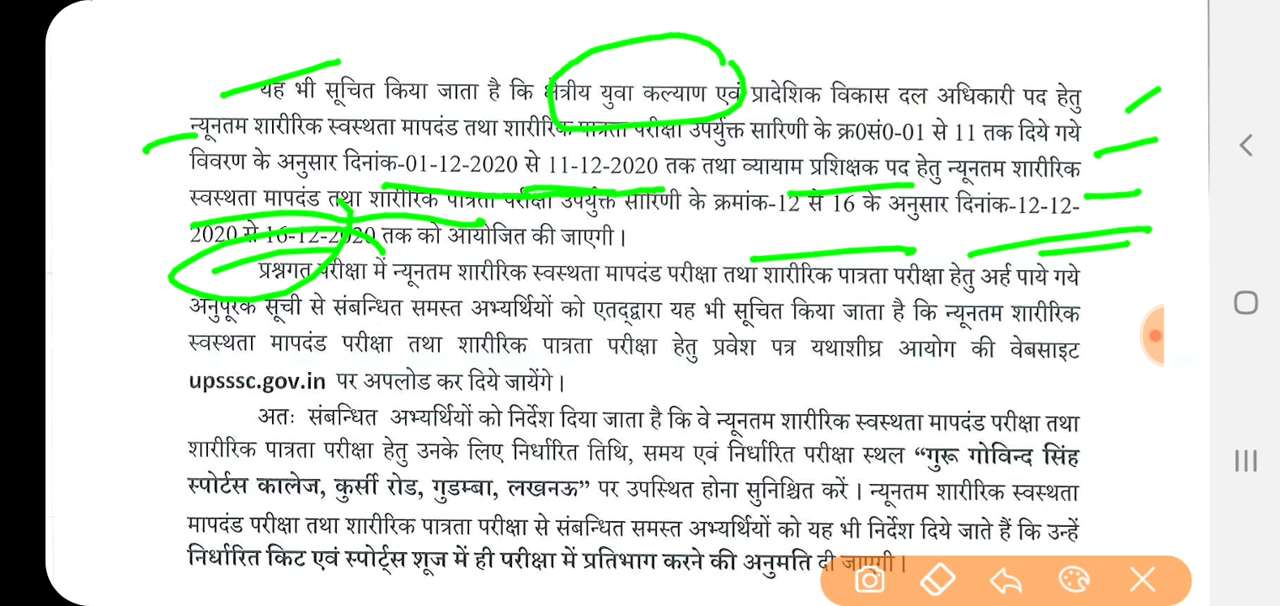 यह भी सूचित किया जाता है कि क्षेत्रीय युवा कल्याण एवं प्रादेशिक विकास दल अधिकारी पद हेतु
न्यूनतम शारीरिक स्वस्थता मापदंड तथा शारीरिक पात्रता परीक्षा उपर्युक्त सारिणी के क्र0सं0-01 से 11 तक दिये गये
विवरण के अनुसार दिनांक-01-12-2020 से 11-12-2020 तक तथा व्यायाम प्रशिक्षक पद हेतु न्यूनतम शारीरिक
स्वस्थता मापदंड तथा शारीरिक पात्रता परीक्षा उपर्युक्त सारिणी के क्रमांक-12 से 16 के अनुसार दिनांक-12-12-
2020 से 16-12-2020 तक को आयोजित की जाएगी।
प्रश्नगत परीक्षा में न्यूनतम शारीरिक स्वस्थता मापदंड परीक्षा तथा शारीरिक पात्रता परीक्षा हेतु अर्ह पाये गये
अनुपूरक सूची से संबन्धित समस्त अभ्यर्थियों को एतद्द्वारा यह भी सूचित किया जाता है कि न्यूनतम शारीरिक
स्वस्थता मापदंड परीक्षा तथा शारीरिक पात्रता परीक्षा हेतु प्रवेश पत्र यथाशीघ्र आयोग की वेबसाइट
upsssc.gov.in पर अपलोड कर दिये जायेंगे।
अतः संबन्धित अभ्यर्थियों को निर्देश दिया जाता है कि वे न्यूनतम शारीरिक स्वस्थता मापदंड परीक्षा तथा
शारीरिक पात्रता परीक्षा हेतु उनके लिए निर्धारित तिथि, समय एवं निर्धारित परीक्षा स्थल “गुरू गोविन्द सिंह
स्पोर्टस कालेज, कुर्सी रोड, गुडम्बा, लखनऊ” पर उपस्थित होना सुनिश्चित करें। न्यूनतम शारीरिक स्वस्थता
मापदंड परीक्षा तथा शारीरिक पात्रता परीक्षा से संबन्धित समस्त अभ्यर्थियों को यह भी निर्देश दिये जाते हैं कि उन्हें
निर्धारित किट एवं स्पोर्ट्स शूज में ही परीक्षा में प्रतिभाग करने की अनुमति दी जाएगी।